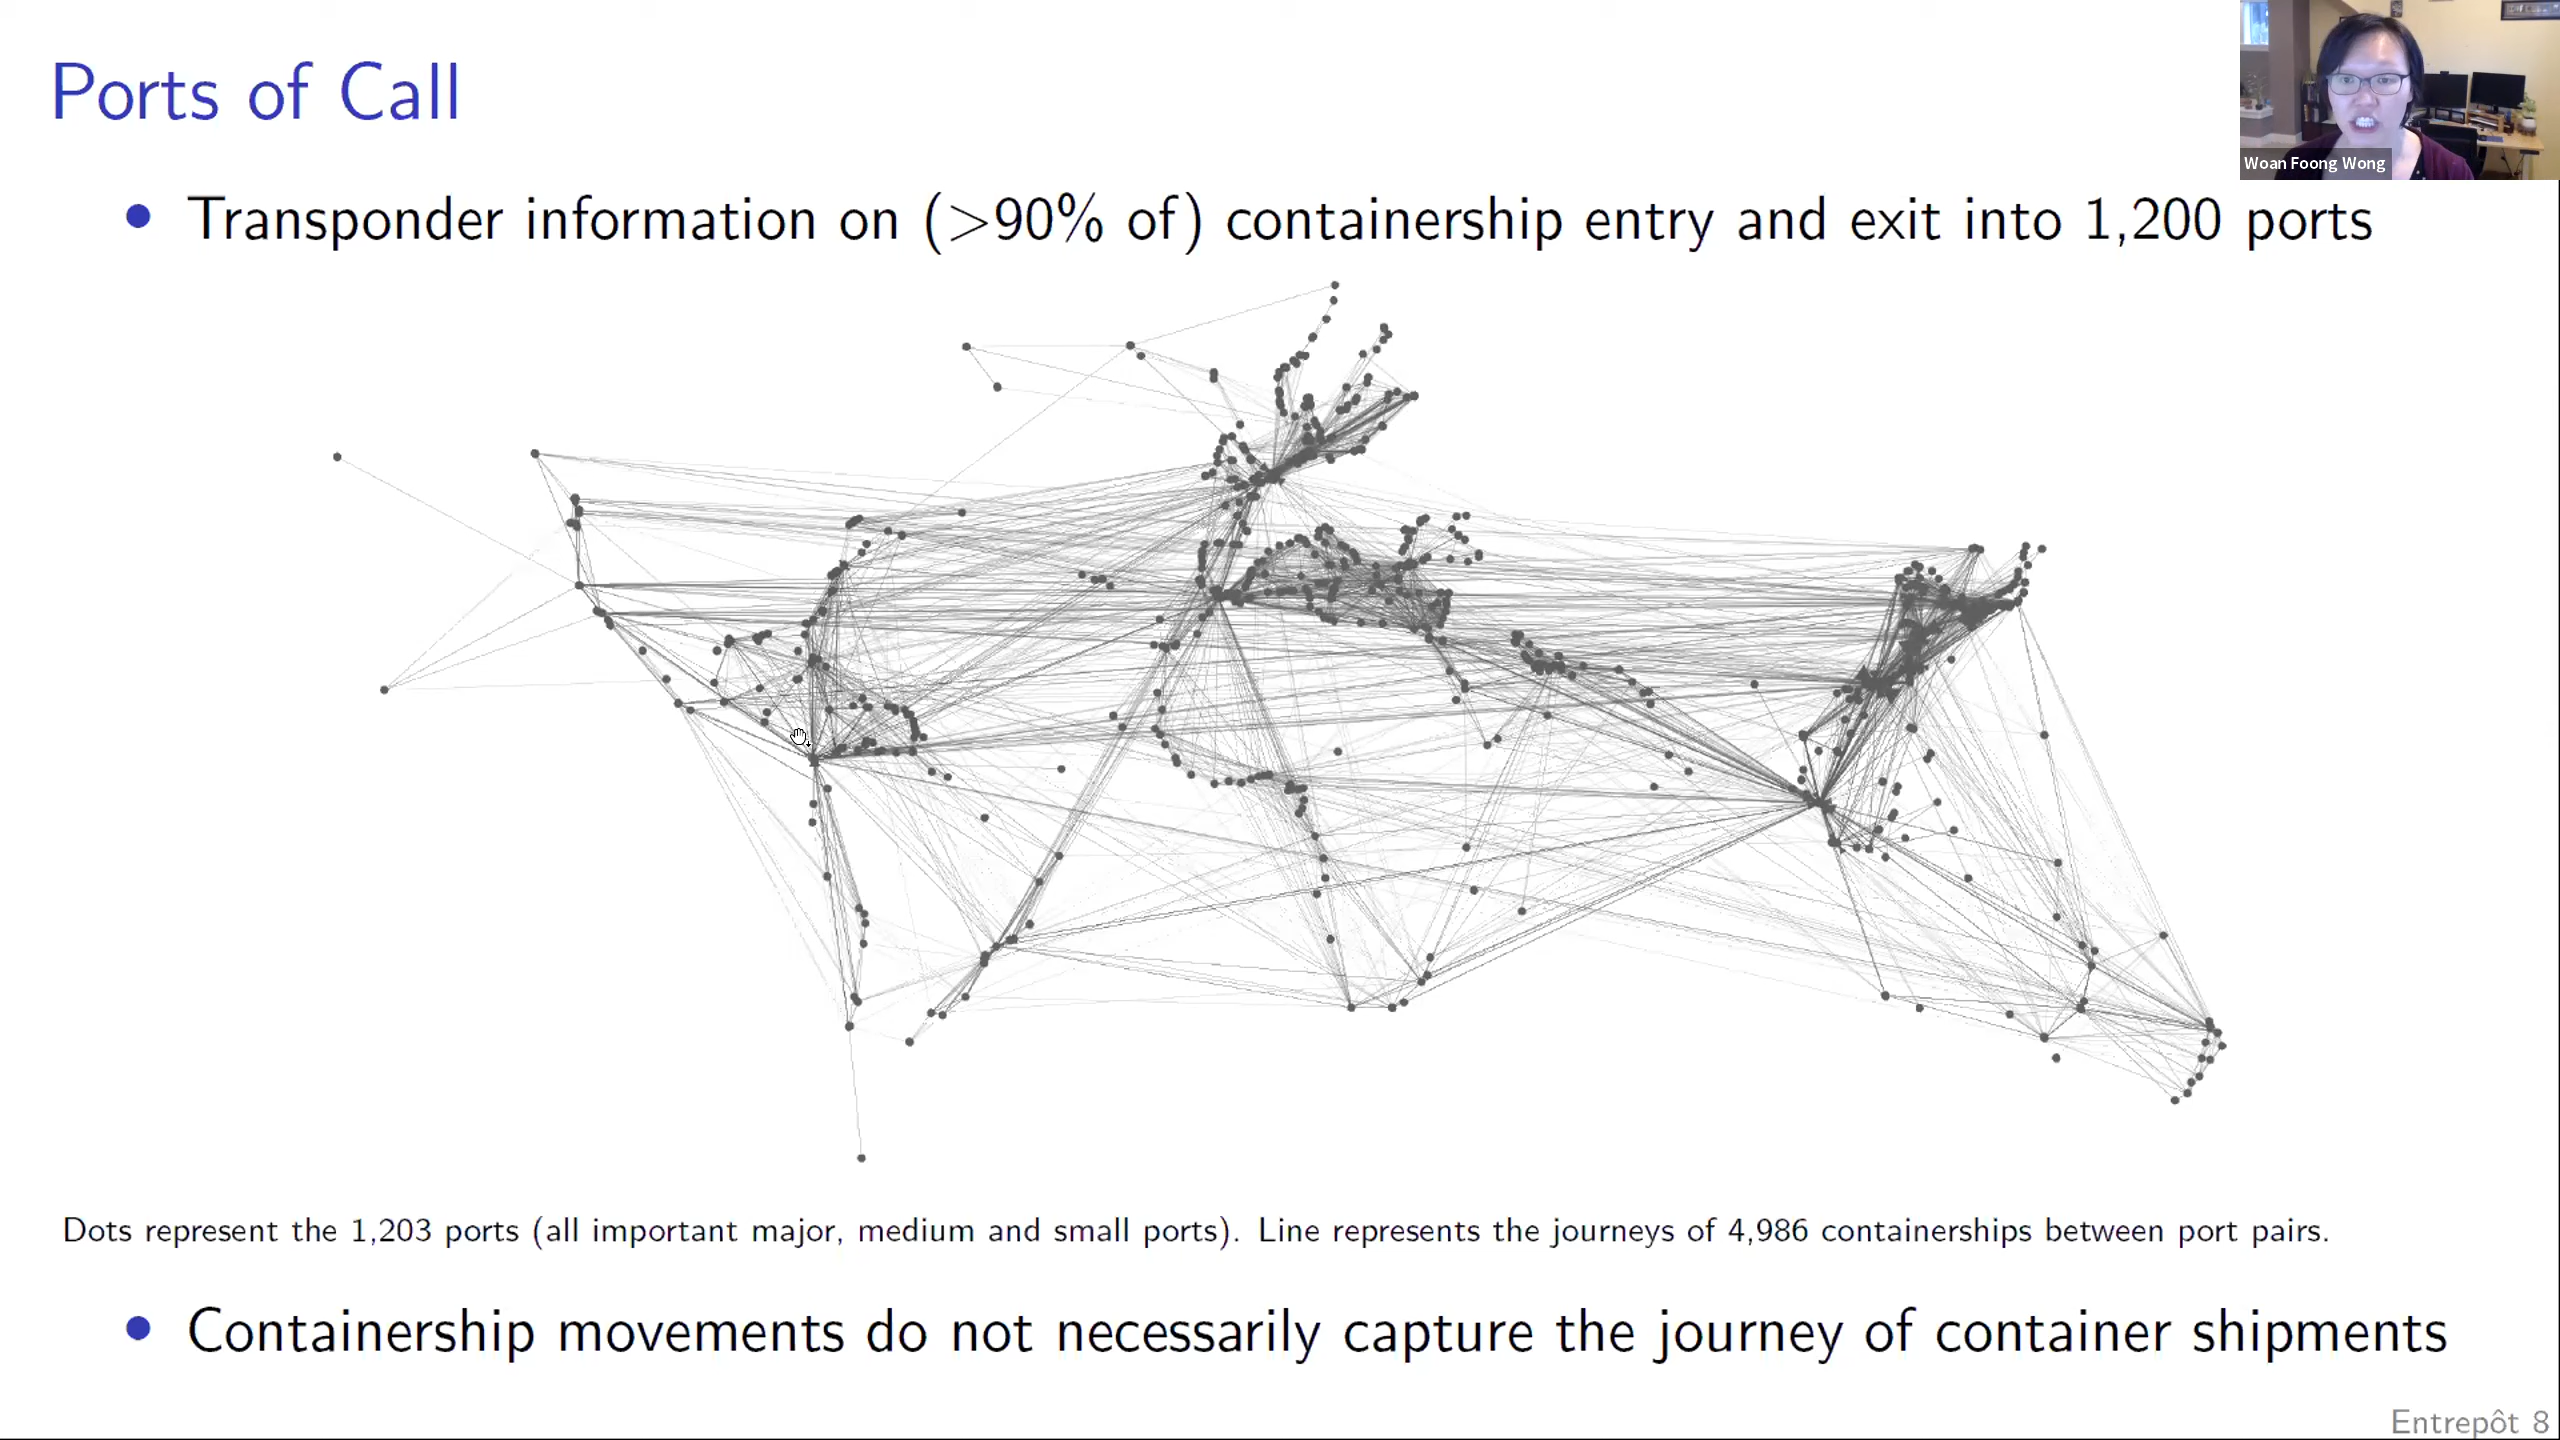 Ports of Call
Woan Foong Wong
• Transponder information on (>90% of) containership entry and exit into 1,200 ports
Dots represent the 1,203 ports (all important major, medium and small ports). Line represents the journeys of 4,986 containerships between port pairs.
• Containership movements do not necessarily capture the journey of container shipments
Entrepôt 8